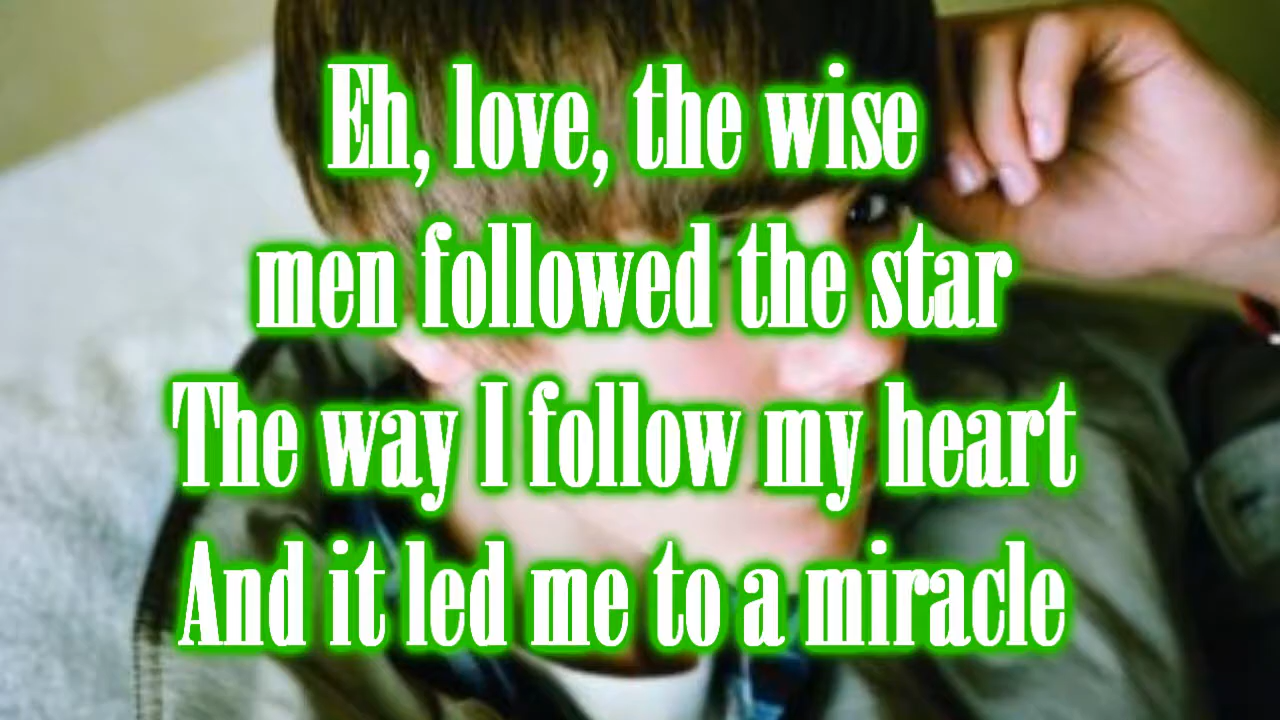 Eh, love, the wise
men followed the star
The way I follow my heart
And it led me to a miracle